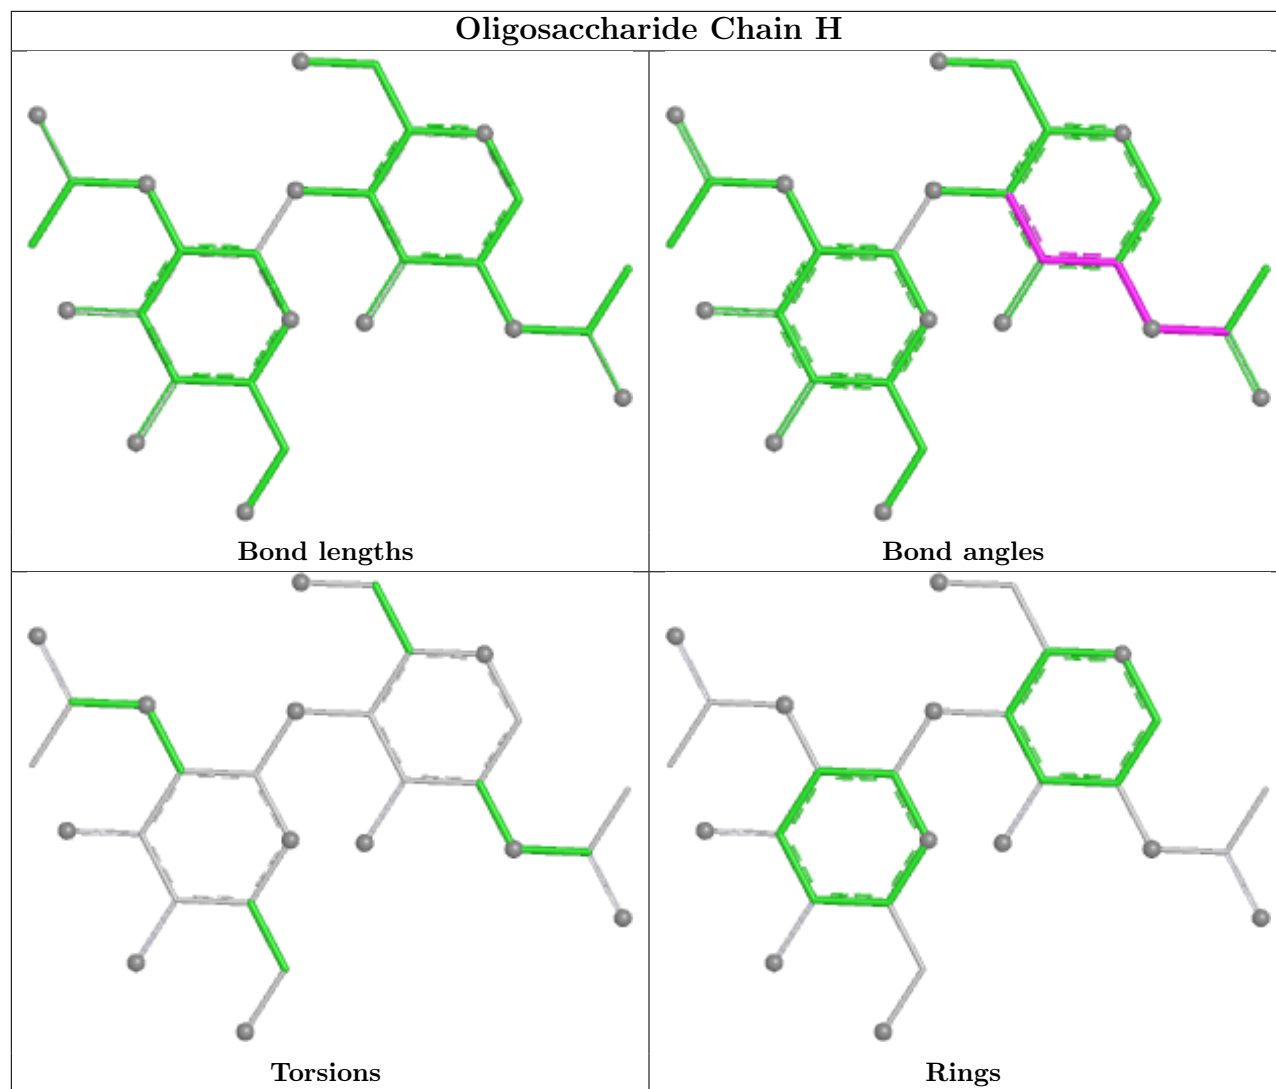 Oligosaccharide Chain H
Bond lengths
Bond angles
Torsions
Rings